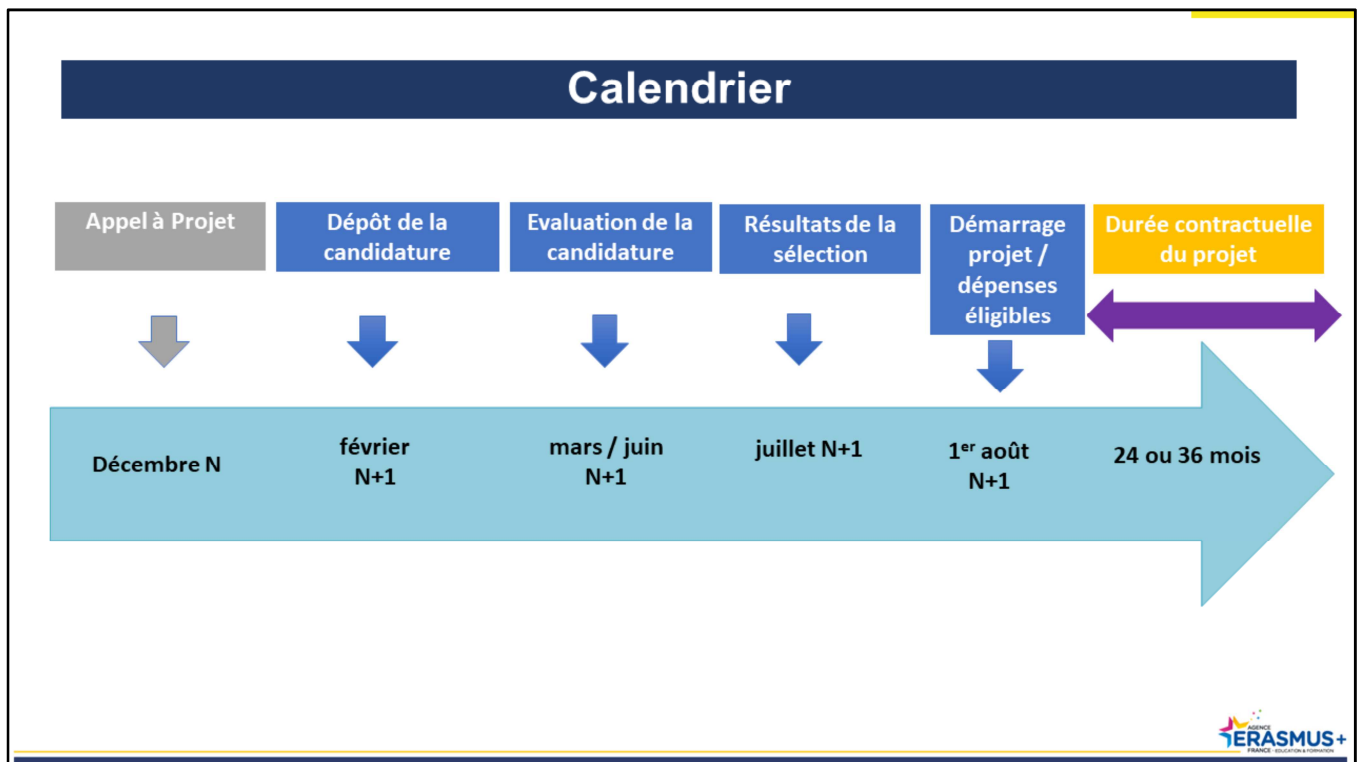 Calendrier
Appel à Projet
Dépôt de la
candidature
Evaluation de la
candidature
Résultats de la
sélection
Démarrage
projet /
dépenses
éligibles
Durée contractuelle
du projet
Décembre N
février
N+1
mars / juin
N+1
juillet N+1
1er août
N+1
24 ou 36 mois
AGENCE
ERASMUS+
FRANCE - EDUCATION & FORMATION